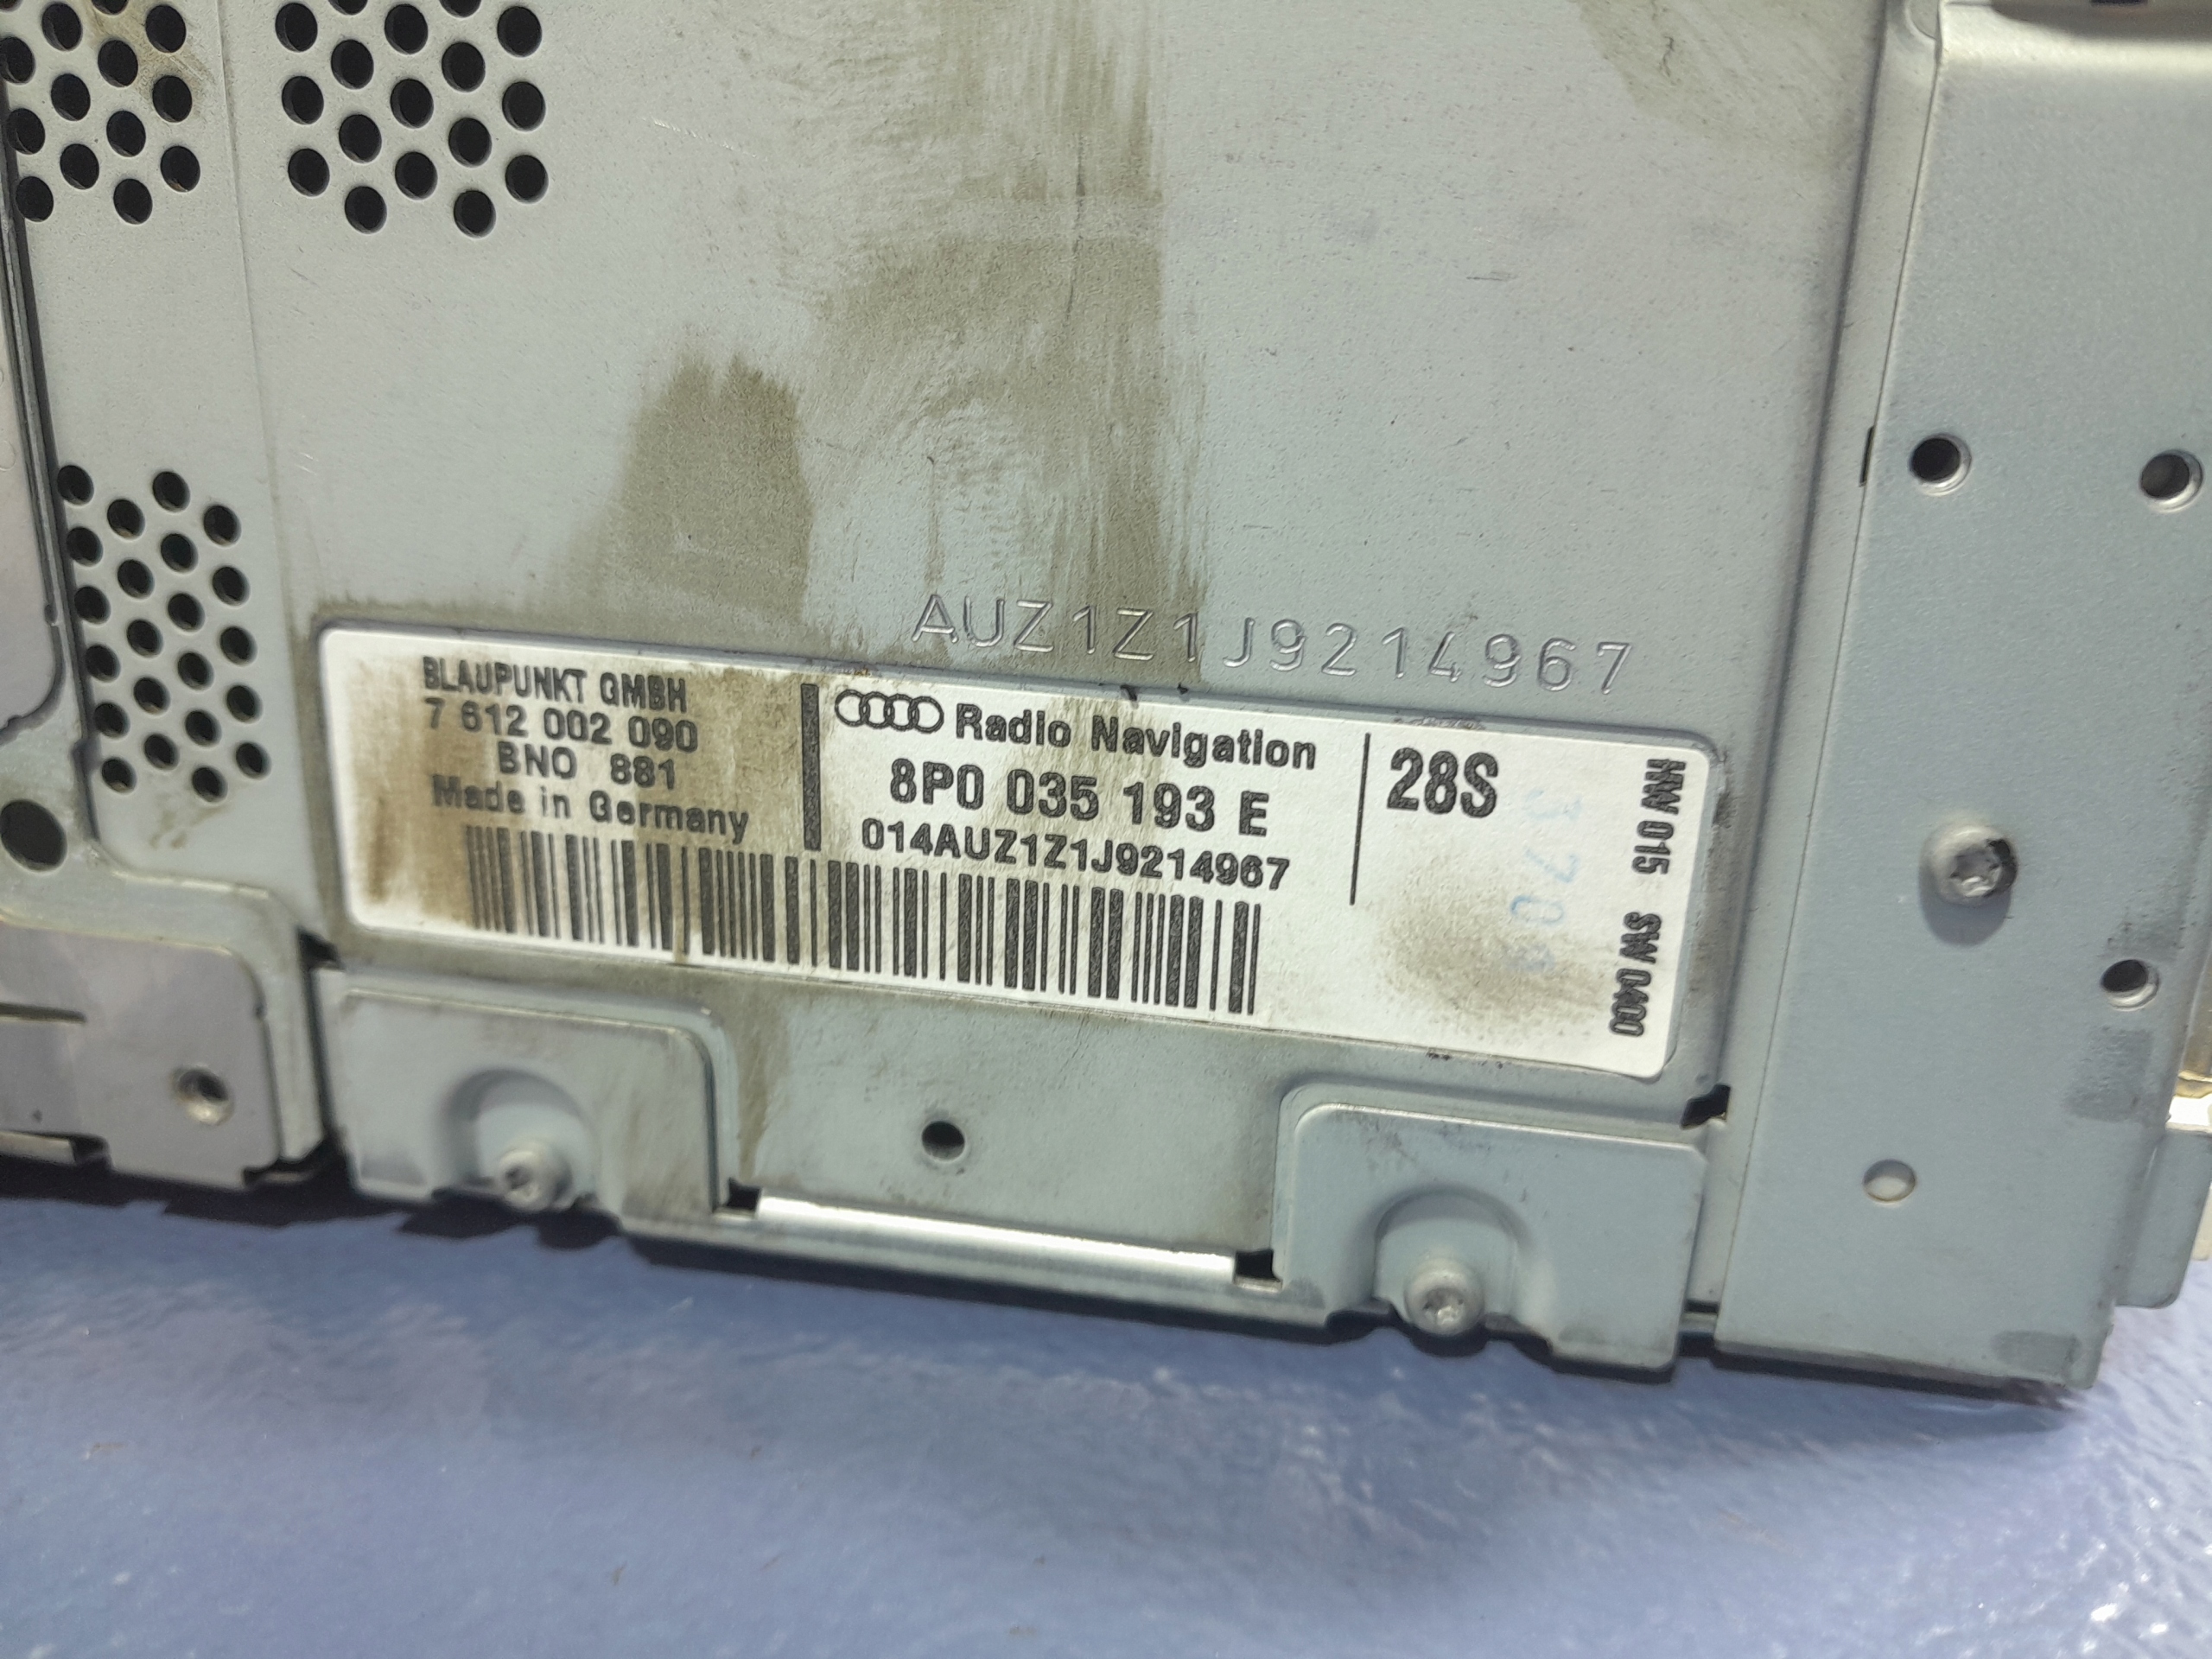 AUZ1Z1J9214967
BLAUPUNKT GMBH
7 612 002 090
BNO 881
Made in Germany
Radio Navigation
8P0 035 193 E
014AUZ1Z1J9214967
28S
HW 015 SW 0400